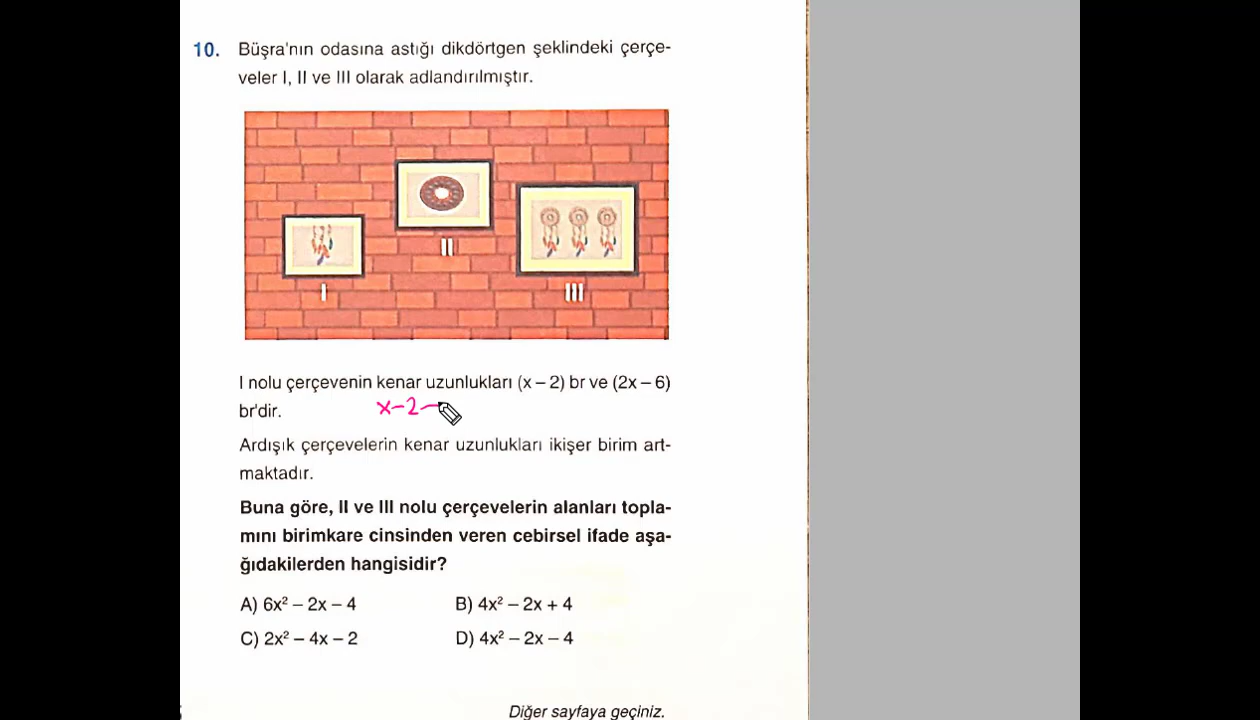 10. Büşra'nın odasına astığı dikdörtgen şeklindeki çerçe-
veler I, II ve III olarak adlandırılmıştır.
II
I
III
I nolu çerçevenin kenar uzunlukları (x – 2) br ve (2x – 6)
br'dir.
x-2-
Ardışık çerçevelerin kenar uzunlukları ikişer birim art-
maktadır.
Buna göre, II ve III nolu çerçevelerin alanları topla-
mını birimkare cinsinden veren cebirsel ifade aşa-
ğıdakilerden hangisidir?
A) 6x² – 2x – 4 B) 4x² – 2x + 4
C) 2x² – 4x – 2 D) 4x² – 2x – 4
Diğer sayfaya geçiniz.